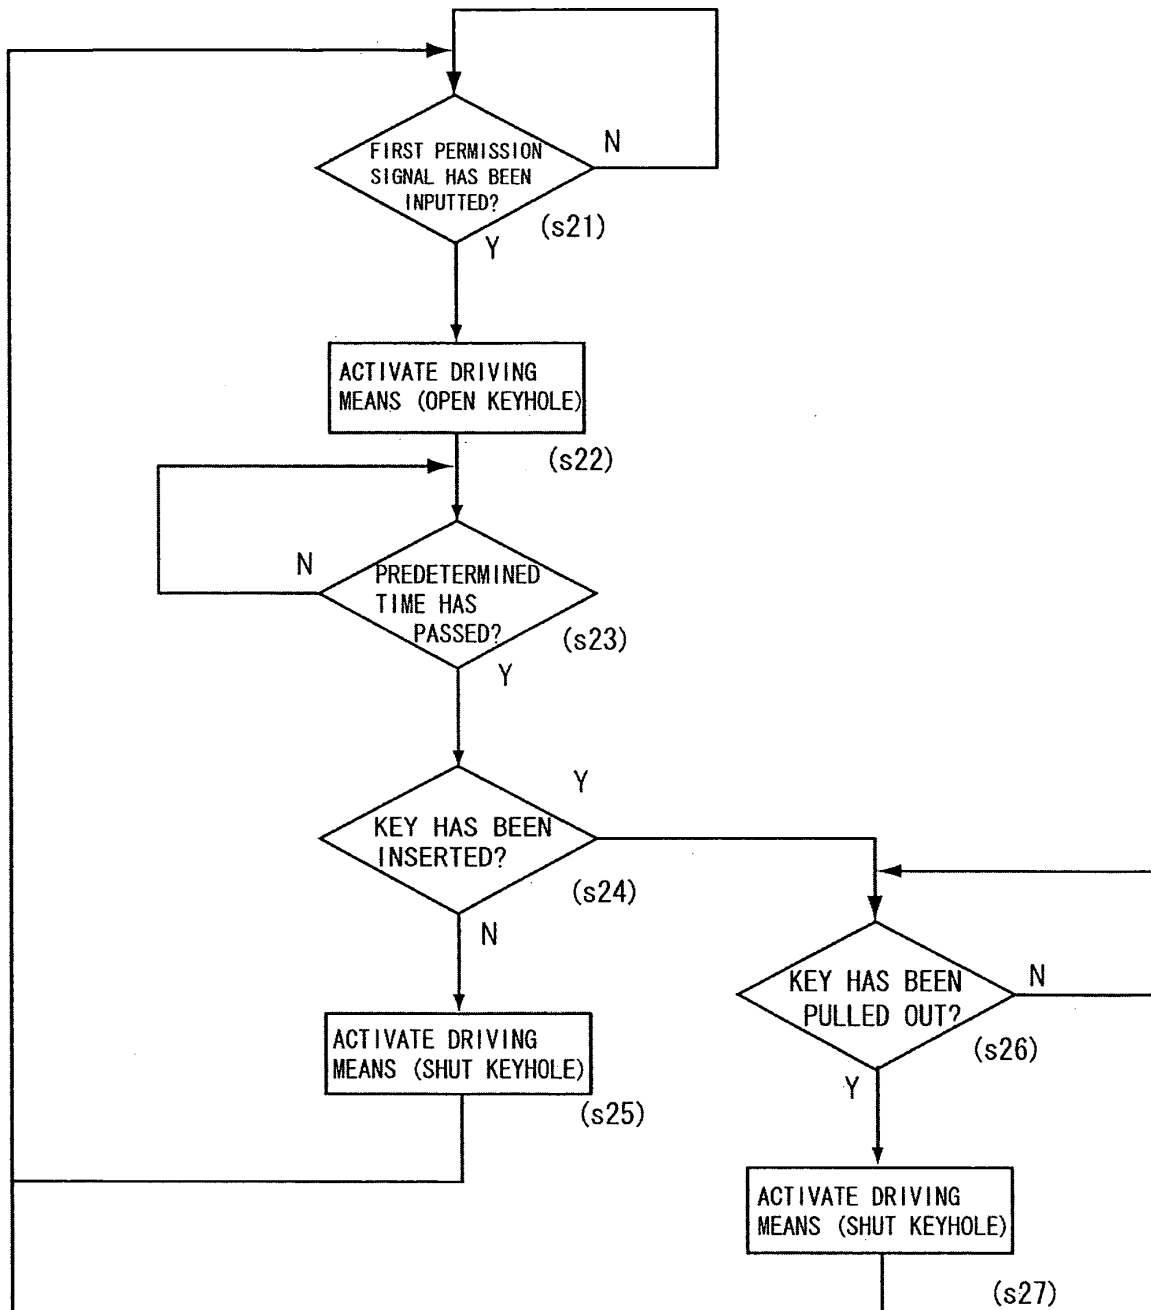 FIRST PERMISSION
SIGNAL HAS BEEN
INPUTTED?
N
(s21)
Y
ACTIVATE DRIVING
MEANS (OPEN KEYHOLE)
(s22)
N
PREDETERMINED
TIME HAS
PASSED?
(s23)
Y
Y
KEY HAS BEEN
INSERTED?
(s24)
N
KEY HAS BEEN
PULLED OUT?
N
(s26)
Y
ACTIVATE DRIVING
MEANS (SHUT KEYHOLE)
(s25)
ACTIVATE DRIVING
MEANS (SHUT KEYHOLE)
(s27)